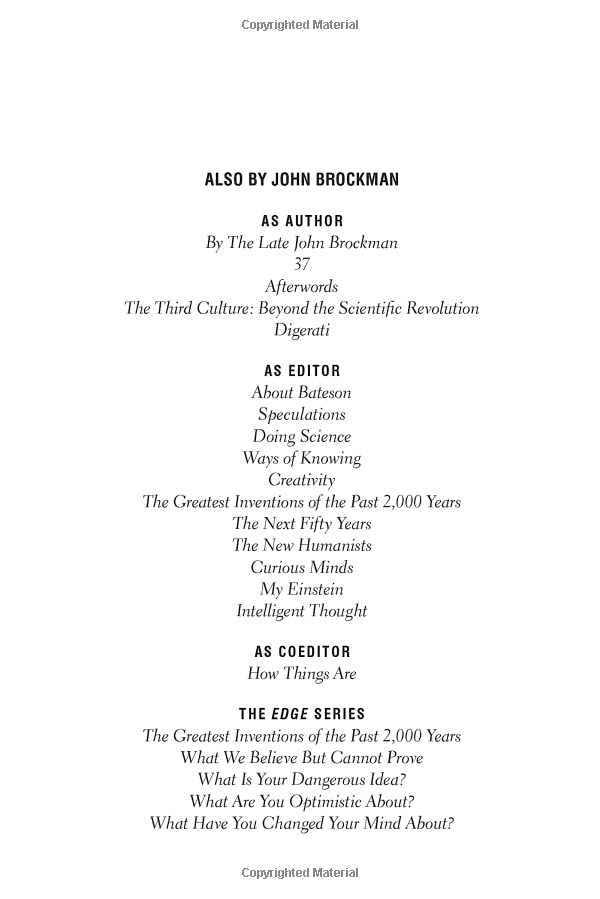 Copyrighted Material
ALSO BY JOHN BROCKMAN
AS AUTHOR
By The Late John Brockman
37
Afterwords
The Third Culture: Beyond the Scientific Revolution
Digerati
AS EDITOR
About Bateson
Speculations
Doing Science
Ways of Knowing
Creativity
The Greatest Inventions of the Past 2,000 Years
The Next Fifty Years
The New Humanists
Curious Minds
My Einstein
Intelligent Thought
AS COEDITOR
How Things Are
THE EDGE SERIES
The Greatest Inventions of the Past 2,000 Years
What We Believe But Cannot Prove
What Is Your Dangerous Idea?
What Are You Optimistic About?
What Have You Changed Your Mind About?
Copyrighted Material